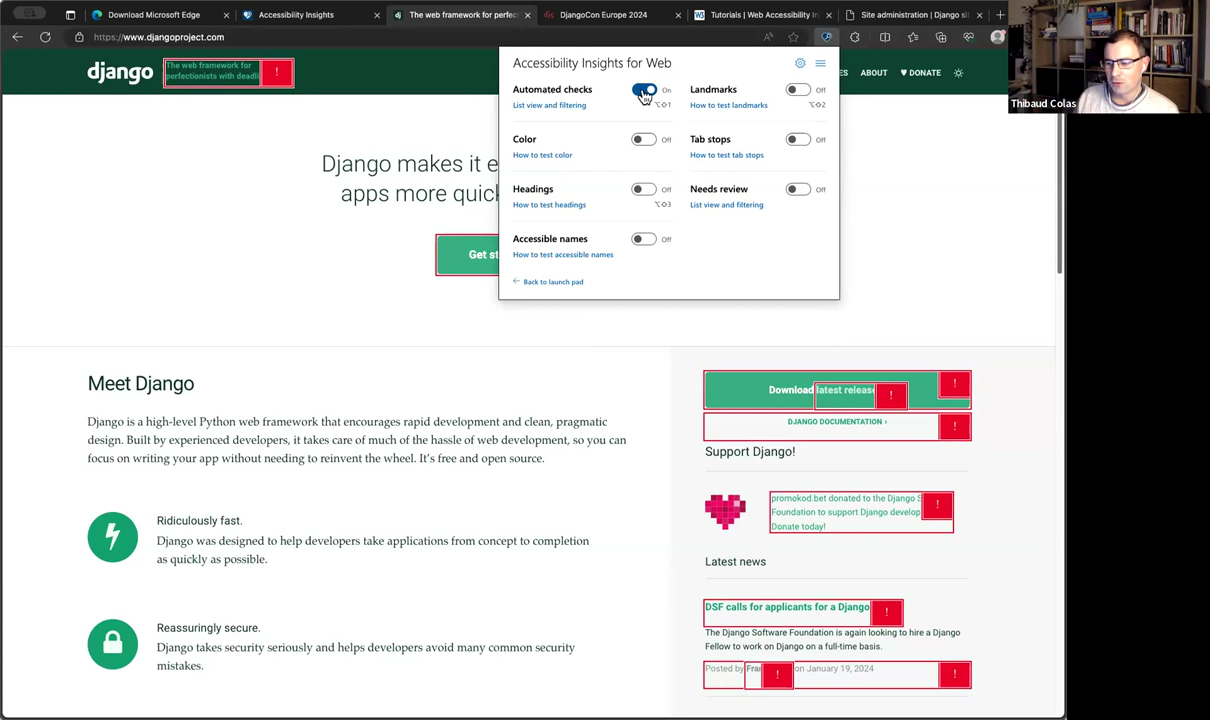 Download Microsoft Edge
Accessibility Insights
The web framework for perfec
DjangoCon Europe 2024
Tutorials | Web Accessibility In
Site administration | Django si
https://www.djangoproject.com
django
The web framework for
perfectionists with deadli
ABOUT
♥ DONATE
Accessibility Insights for Web
Automated checks
On
List view and filtering
⌥⇧1
Landmarks
Off
How to test landmarks
⌥⇧2
Color
Off
How to test color
Tab stops
Off
How to test tab stops
Headings
Off
How to test headings
⌥⇧3
Needs review
Off
List view and filtering
Accessible names
Off
How to test accessible names
Back to launch pad
Thibaud Colas
Django makes it e
apps more quic
Get st
Meet Django
Django is a high-level Python web framework that encourages rapid development and clean, pragmatic
design. Built by experienced developers, it takes care of much of the hassle of web development, so you can
focus on writing your app without needing to reinvent the wheel. It's free and open source.
Ridiculously fast.
Django was designed to help developers take applications from concept to completion
as quickly as possible.
Reassuringly secure.
Django takes security seriously and helps developers avoid many common security
mistakes.
Download latest release
DJANGO DOCUMENTATION ›
Support Django!
promokod.bet donated to the Django S
Foundation to support Django develop
Donate today!
Latest news
DSF calls for applicants for a Django
The Django Software Foundation is again looking to hire a Django
Fellow to work on Django on a full-time basis.
Posted by Fra on January 19, 2024